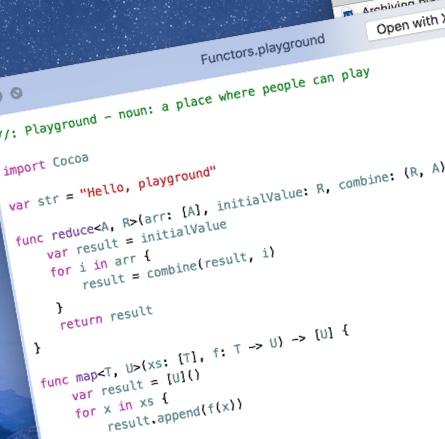 Archiving
Open with X
Functors.playground
//: Playground - noun: a place where people can play
import Cocoa
var str = "Hello, playground"
func reduce<A, R>(arr: [A], initialValue: R, combine: (R, A)
var result = initialValue
for i in arr {
result = combine(result, i)
}
return result
}
func map<T, U>(xs: [T], f: T -> U) -> [U] {
var result = [U]()
for x in xs {
result.append(f(x))